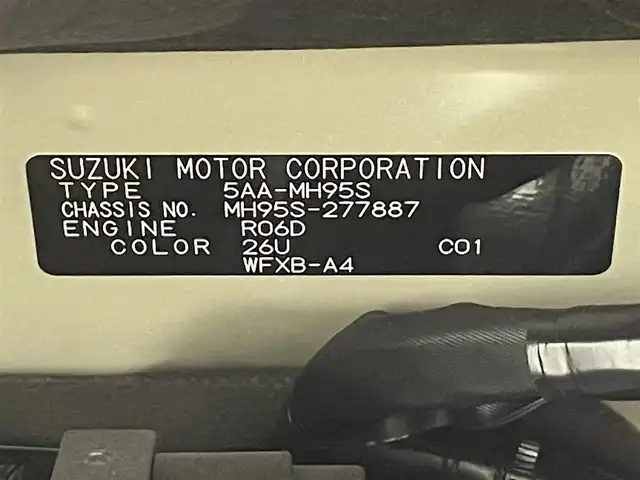 SUZUKI MOTOR CORPORATION
TYPE 5AA-MH95S
CHASSIS NO. MH95S-277887
ENGINE R06D
COLOR 26U C01
WFXB-A4